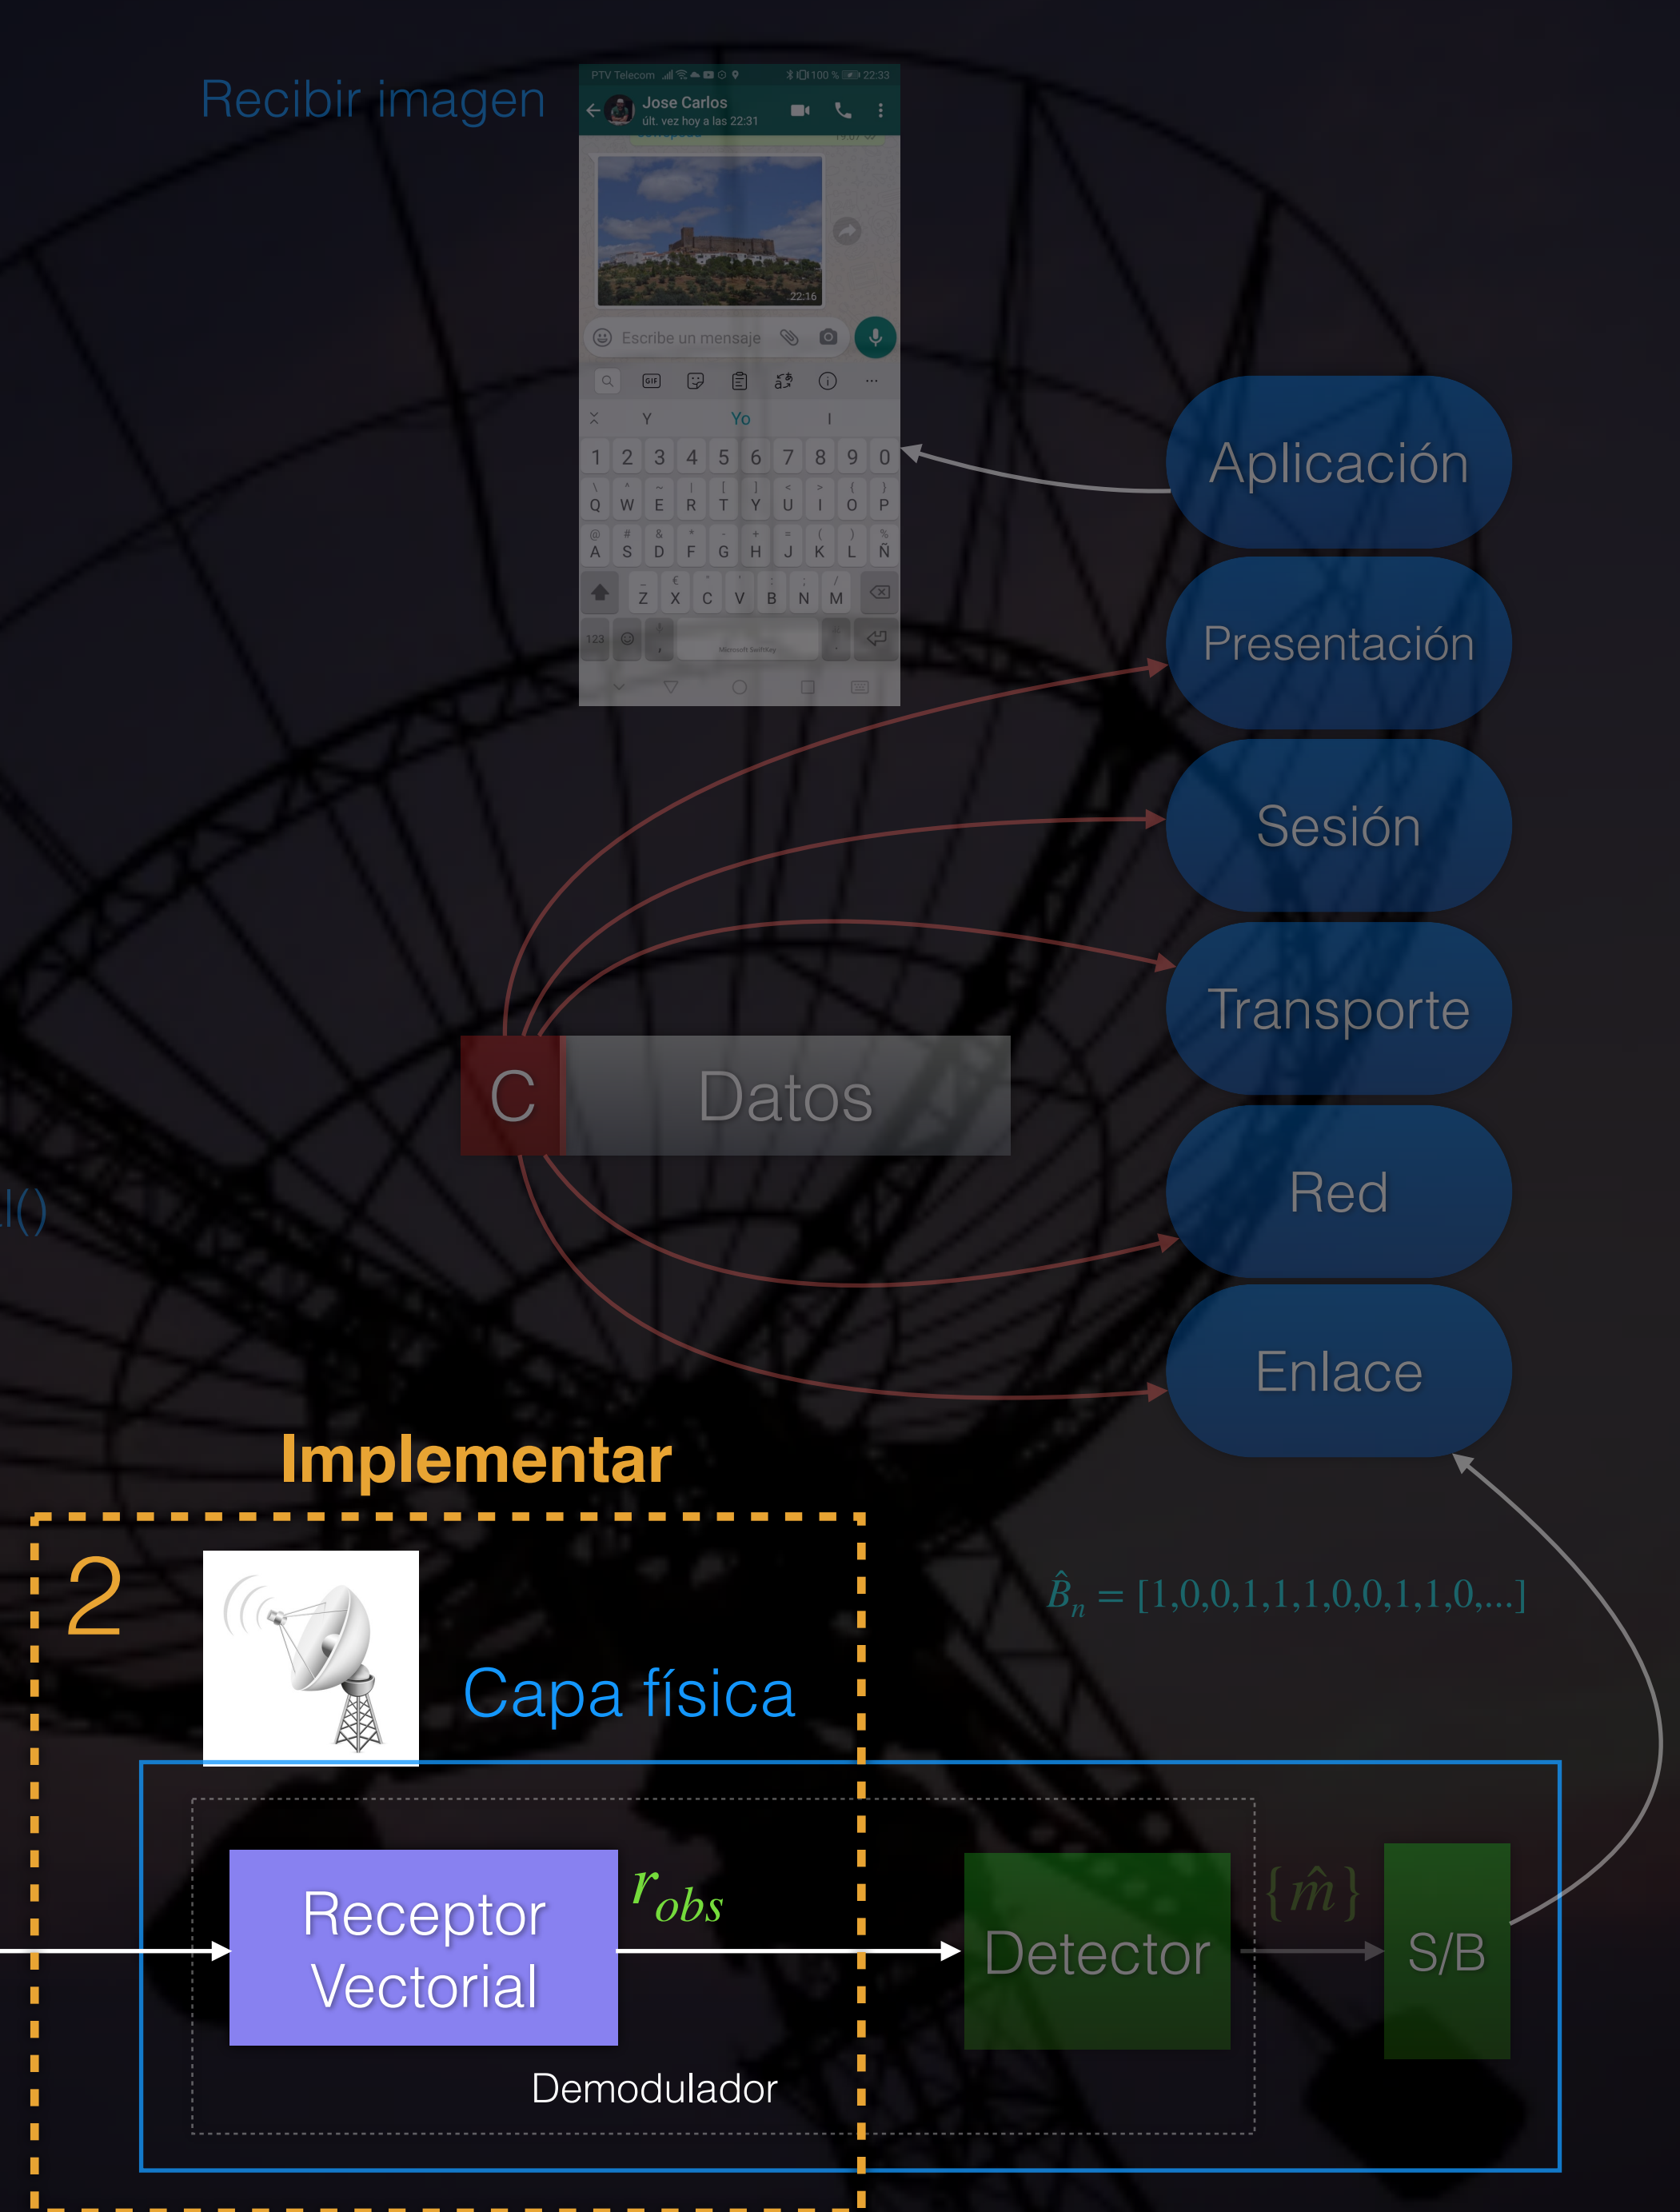 Recibir imagen
PTV Telecom
100 %
22:33
Jose Carlos
últ. vez hoy a las 22:31
22:16
Escribe un mensaje
GIF
Y Yo I
1 2 3 4 5 6 7 8 9 0
\ ^ ~ | [ ] < > { }
Q W E R T Y U I O P
@ # & * - + = ( ) %
A S D F G H J K L Ñ
_ € " ' : ; /
Z X C V B N M
123 , .
Microsoft SwiftKey
Aplicación
Presentación
Sesión
Transporte
C Datos
Red
l()
Enlace
Implementar
2
Capa física
B̂n = [1,0,0,1,1,1,0,0,1,1,0,...]
Receptor
Vectorial
robs
Detector
{m̂}
S/B
Demodulador